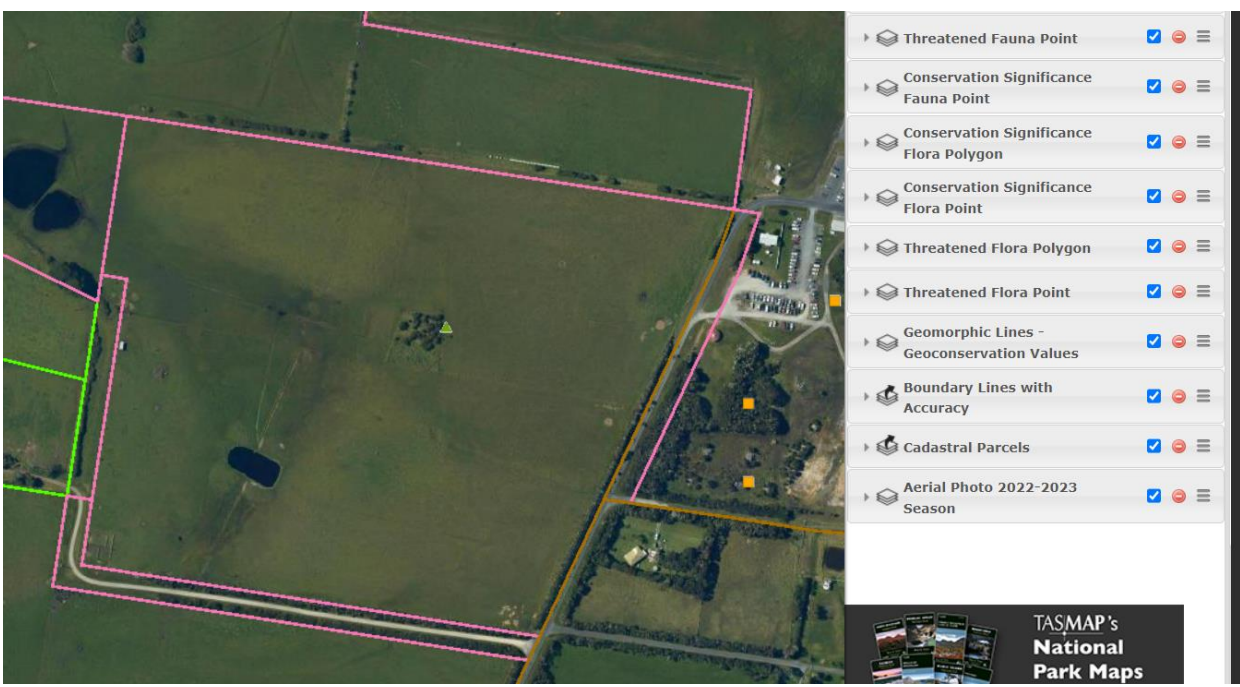 Threatened Fauna Point
Conservation Significance
Fauna Point
Conservation Significance
Flora Polygon
Conservation Significance
Flora Point
Threatened Flora Polygon
Threatened Flora Point
Geomorphic Lines -
Geoconservation Values
Boundary Lines with
Accuracy
Cadastral Parcels
Aerial Photo 2022-2023
Season
TASMAP's
National
Park Maps